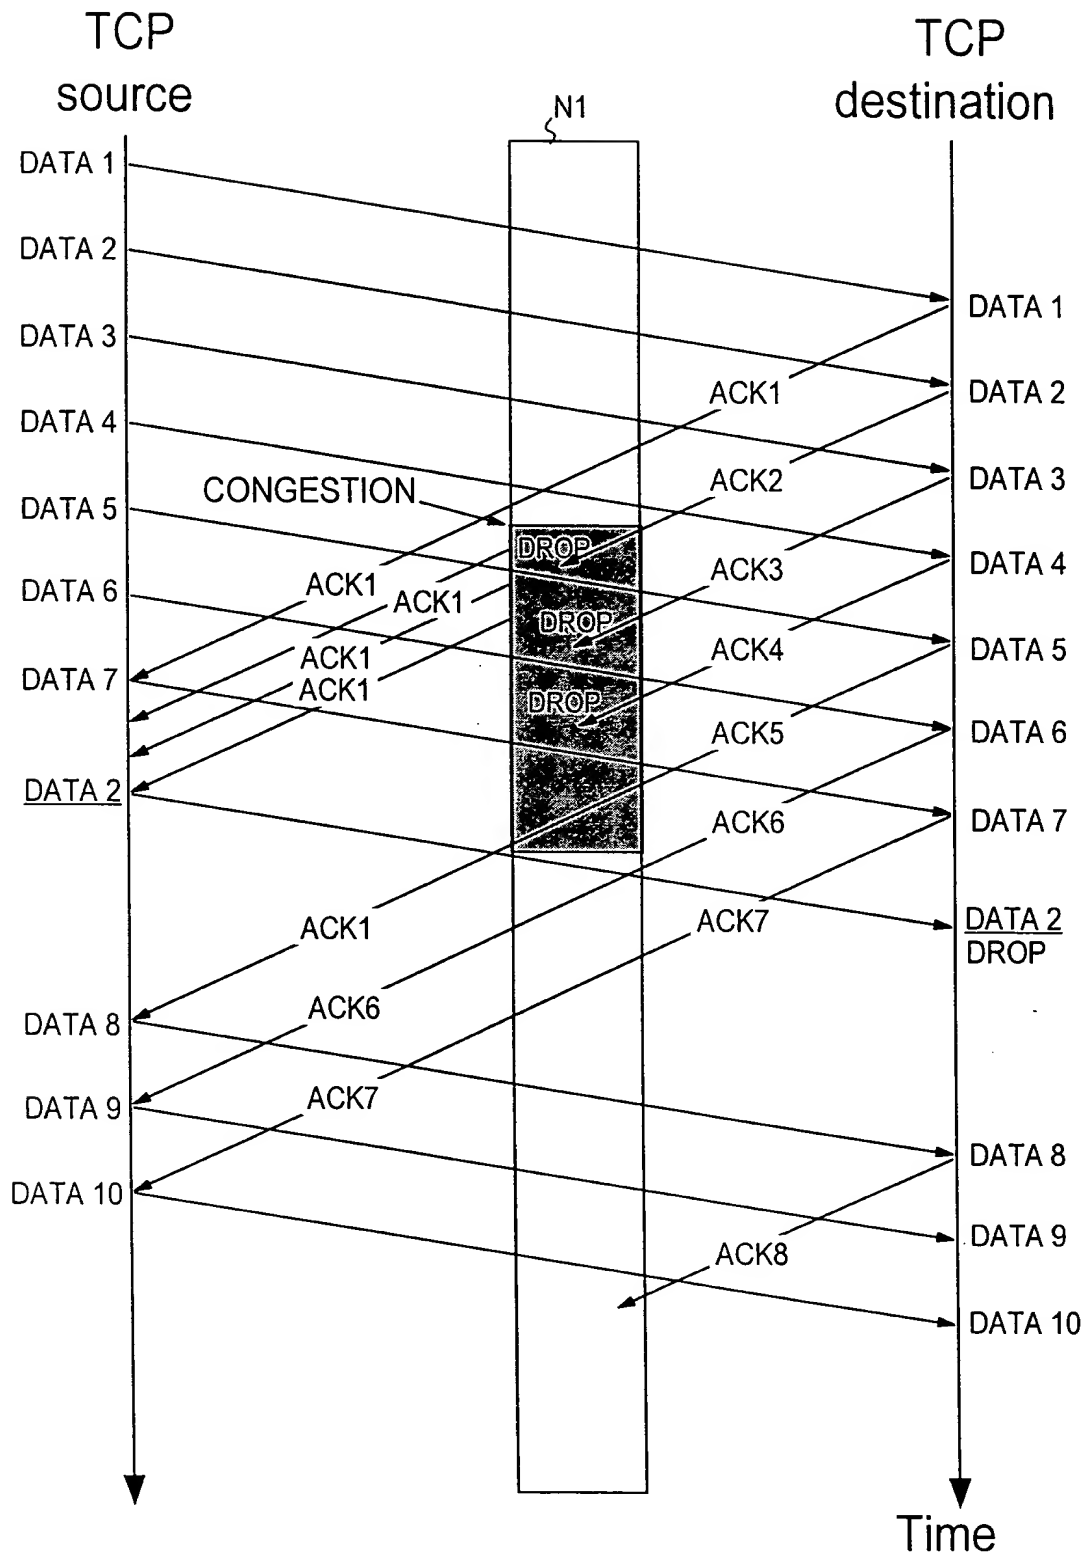 TCP
source
TCP
destination
N1
DATA 1
DATA 2
DATA 3
DATA 4
DATA 5
DATA 6
DATA 7
DATA 2
DATA 8
DATA 9
DATA 10
CONGESTION
DROP
DROP
DROP
ACK1
ACK2
ACK3
ACK4
ACK5
ACK6
ACK7
ACK8
ACK1
ACK1
ACK1
ACK1
ACK1
ACK6
ACK7
DATA 1
DATA 2
DATA 3
DATA 4
DATA 5
DATA 6
DATA 7
DATA 2
DROP
DATA 8
DATA 9
DATA 10
Time